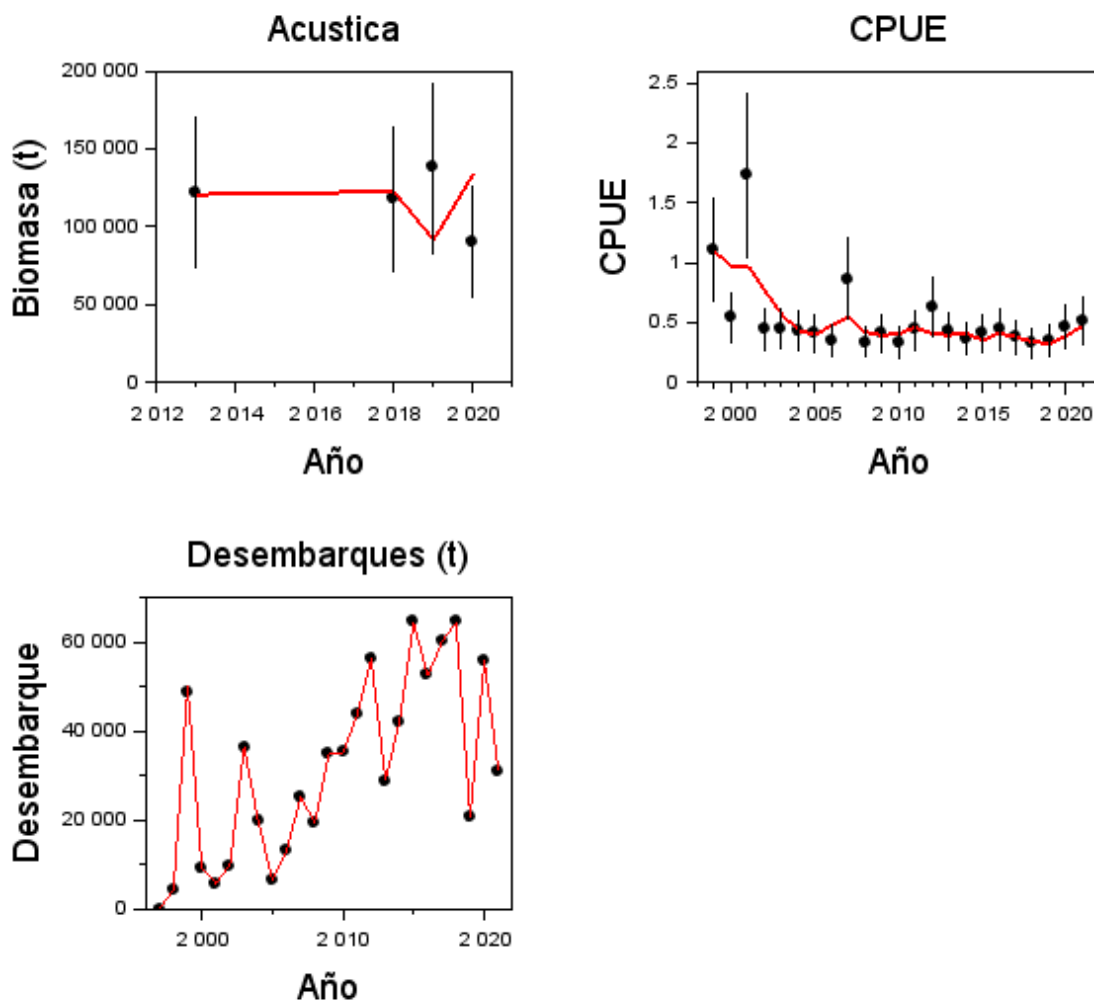 Acustica
Biomasa (t)
200 000
150 000
100 000
50 000
0
2 012 2 014 2 016 2 018 2 020
Año
CPUE
CPUE
2.5
2
1.5
1
0.5
0
2 000 2 005 2 010 2 015 2 020
Año
Desembarques (t)
Desembarque
60 000
40 000
20 000
0
2 000 2 010 2 020
Año